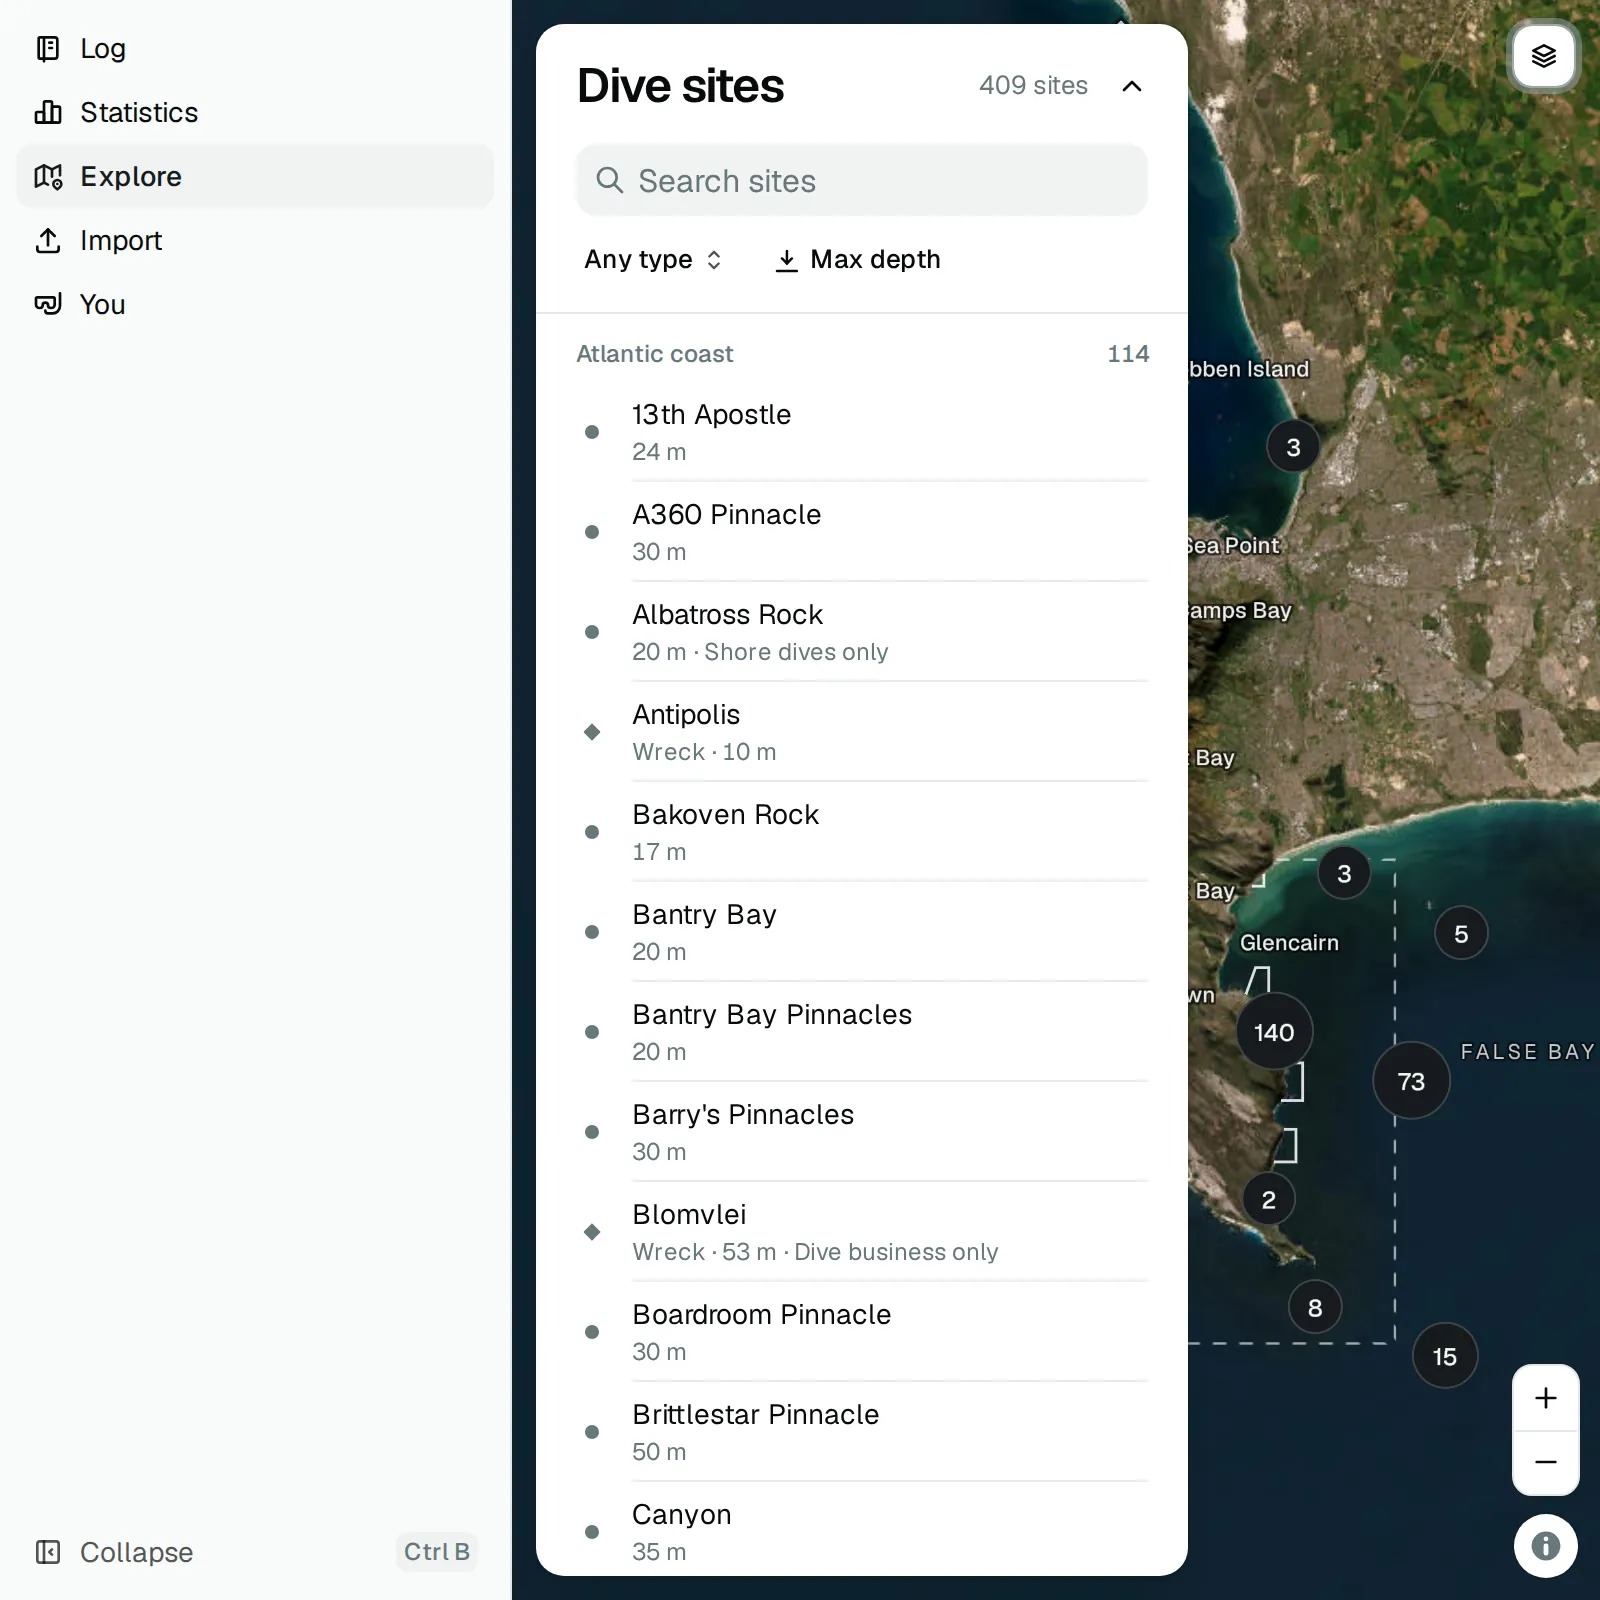 Log
Statistics
Explore
Import
You
Collapse
Ctrl B
Dive sites
409 sites
Search sites
Any type
Max depth
Atlantic coast
114
13th Apostle
24 m
A360 Pinnacle
30 m
Albatross Rock
20 m · Shore dives only
Antipolis
Wreck · 10 m
Bakoven Rock
17 m
Bantry Bay
20 m
Bantry Bay Pinnacles
20 m
Barry's Pinnacles
30 m
Blomvlei
Wreck · 53 m · Dive business only
Boardroom Pinnacle
30 m
Brittlestar Pinnacle
50 m
Canyon
35 m
bben Island
3
Sea Point
amps Bay
Bay
3
Bay
5
Glencairn
wn
140
FALSE BAY
73
2
8
15